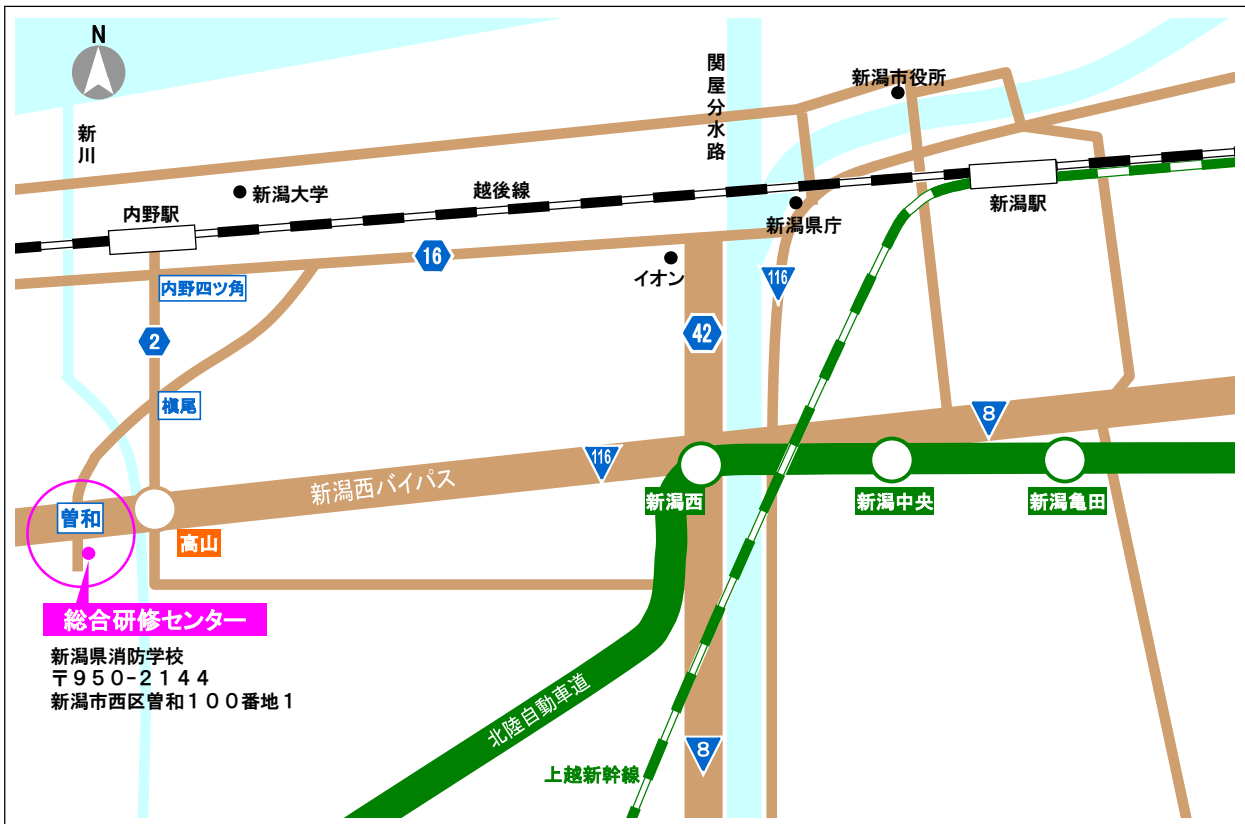 N
新川
関屋分水路
新潟市役所
新潟大学
越後線
内野駅
新潟県庁
新潟駅
16
イオン
116
内野四ツ角
2
42
槇尾
8
116
新潟西バイパス
新潟西
新潟中央
新潟亀田
曽和
高山
総合研修センター
新潟県消防学校
〒950-2144
新潟市西区曽和100番地1
北陸自動車道
8
上越新幹線